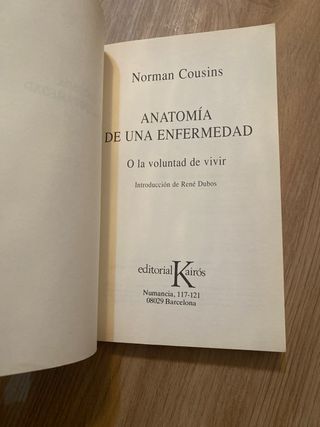 Norman Cousins
ANATOMÍA
DE UNA ENFERMEDAD
O la voluntad de vivir
Introducción de René Dubos
editorial Kairós
Numancia, 117-121
08029 Barcelona